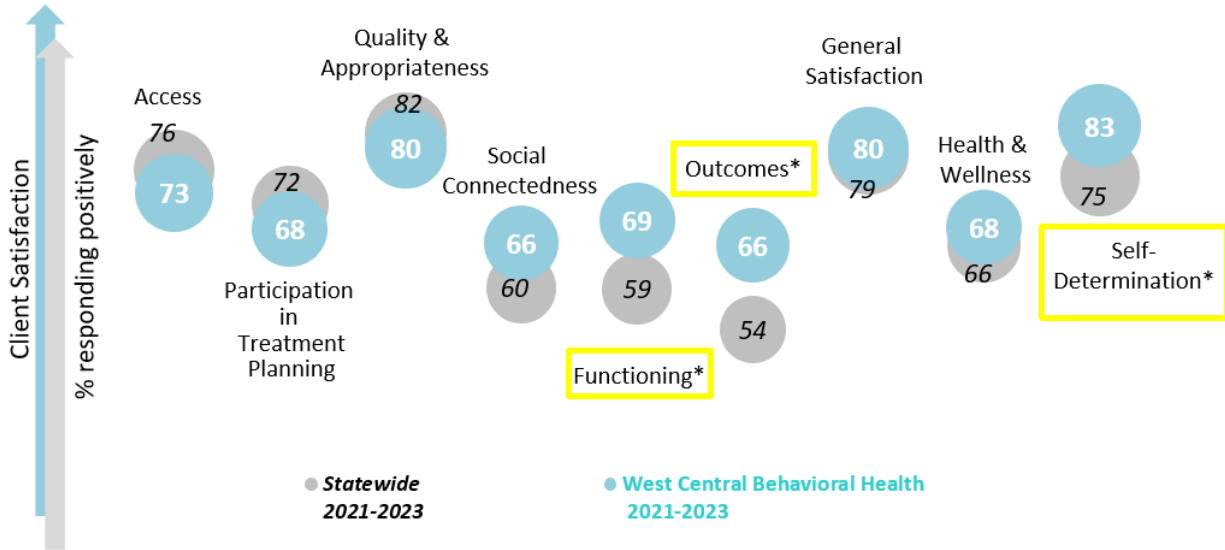 Client Satisfaction
% responding positively
Access
76
73
72
68
Participation
in
Treatment
Planning
Quality &
Appropriateness
82
80
Social
Connectedness
66
60
69
59
Functioning*
Outcomes*
66
54
General
Satisfaction
80
79
Health &
Wellness
68
66
83
75
Self-
Determination*
Statewide
2021-2023
West Central Behavioral Health
2021-2023